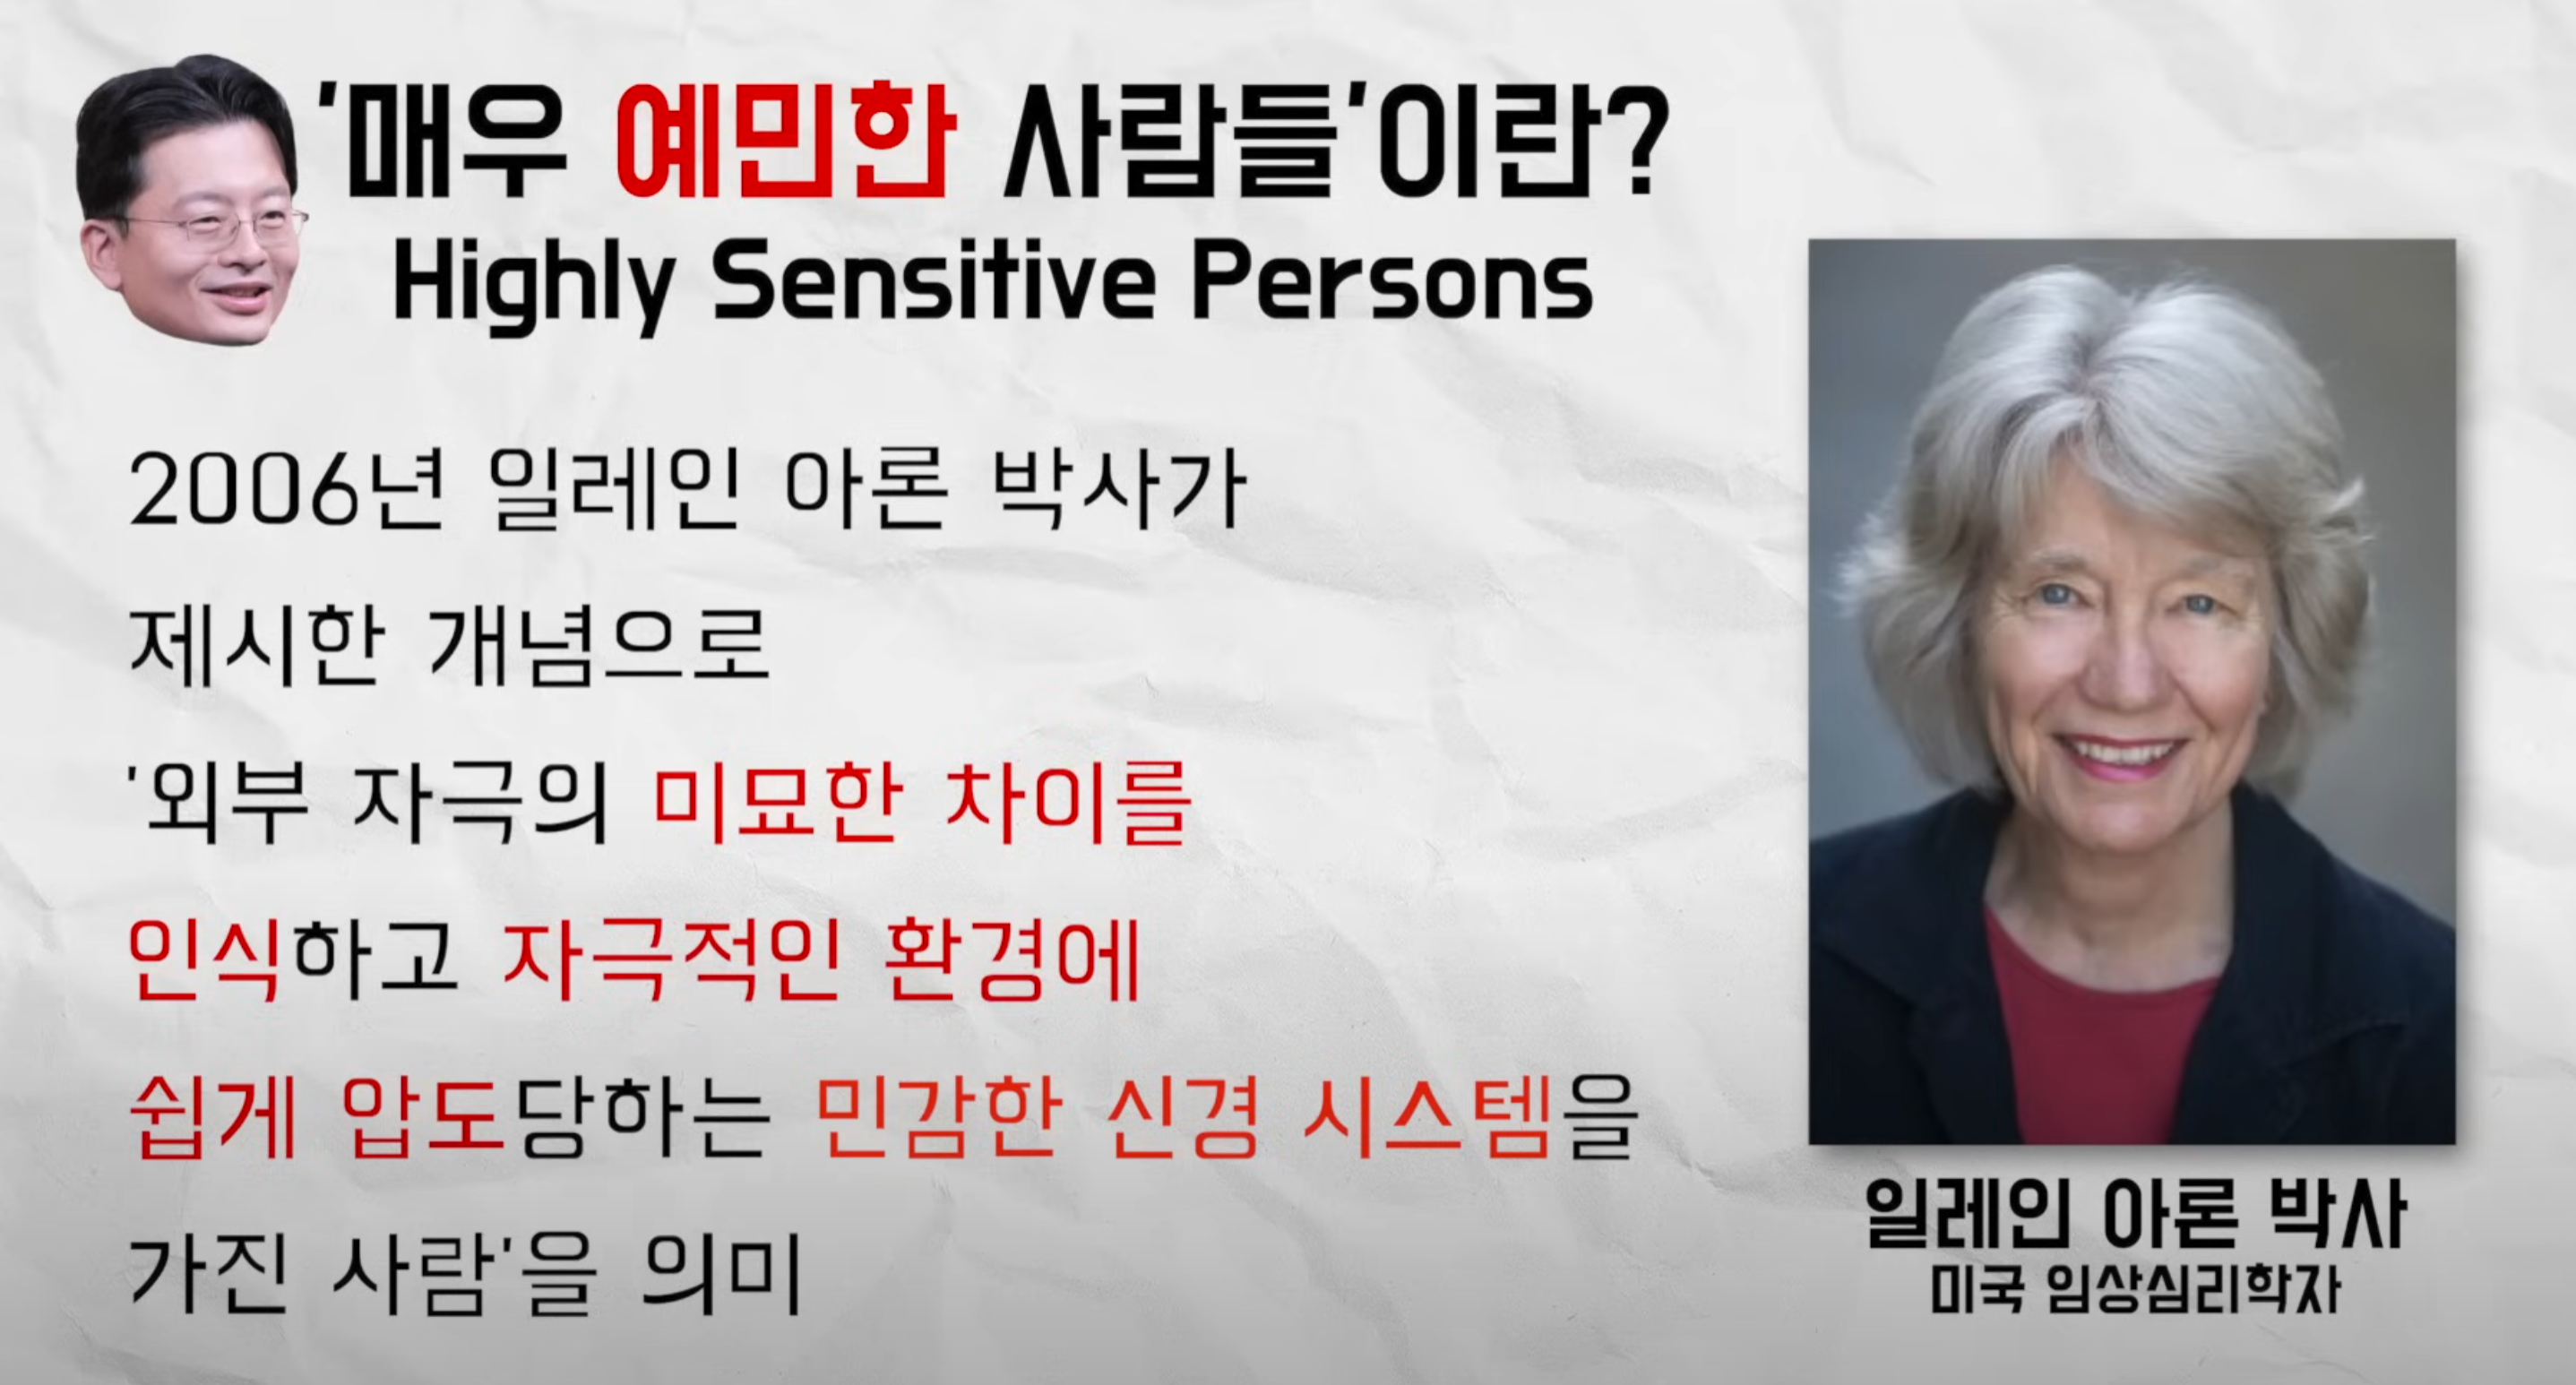 '매우 예민한 사람들'이란?
Highly Sensitive Persons
2006년 일레인 아론 박사가
제시한 개념으로
'외부 자극의 미묘한 차이를
인식하고 자극적인 환경에
쉽게 압도당하는 민감한 신경 시스템을
가진 사람'을 의미
일레인 아론 박사
미국 임상심리학자